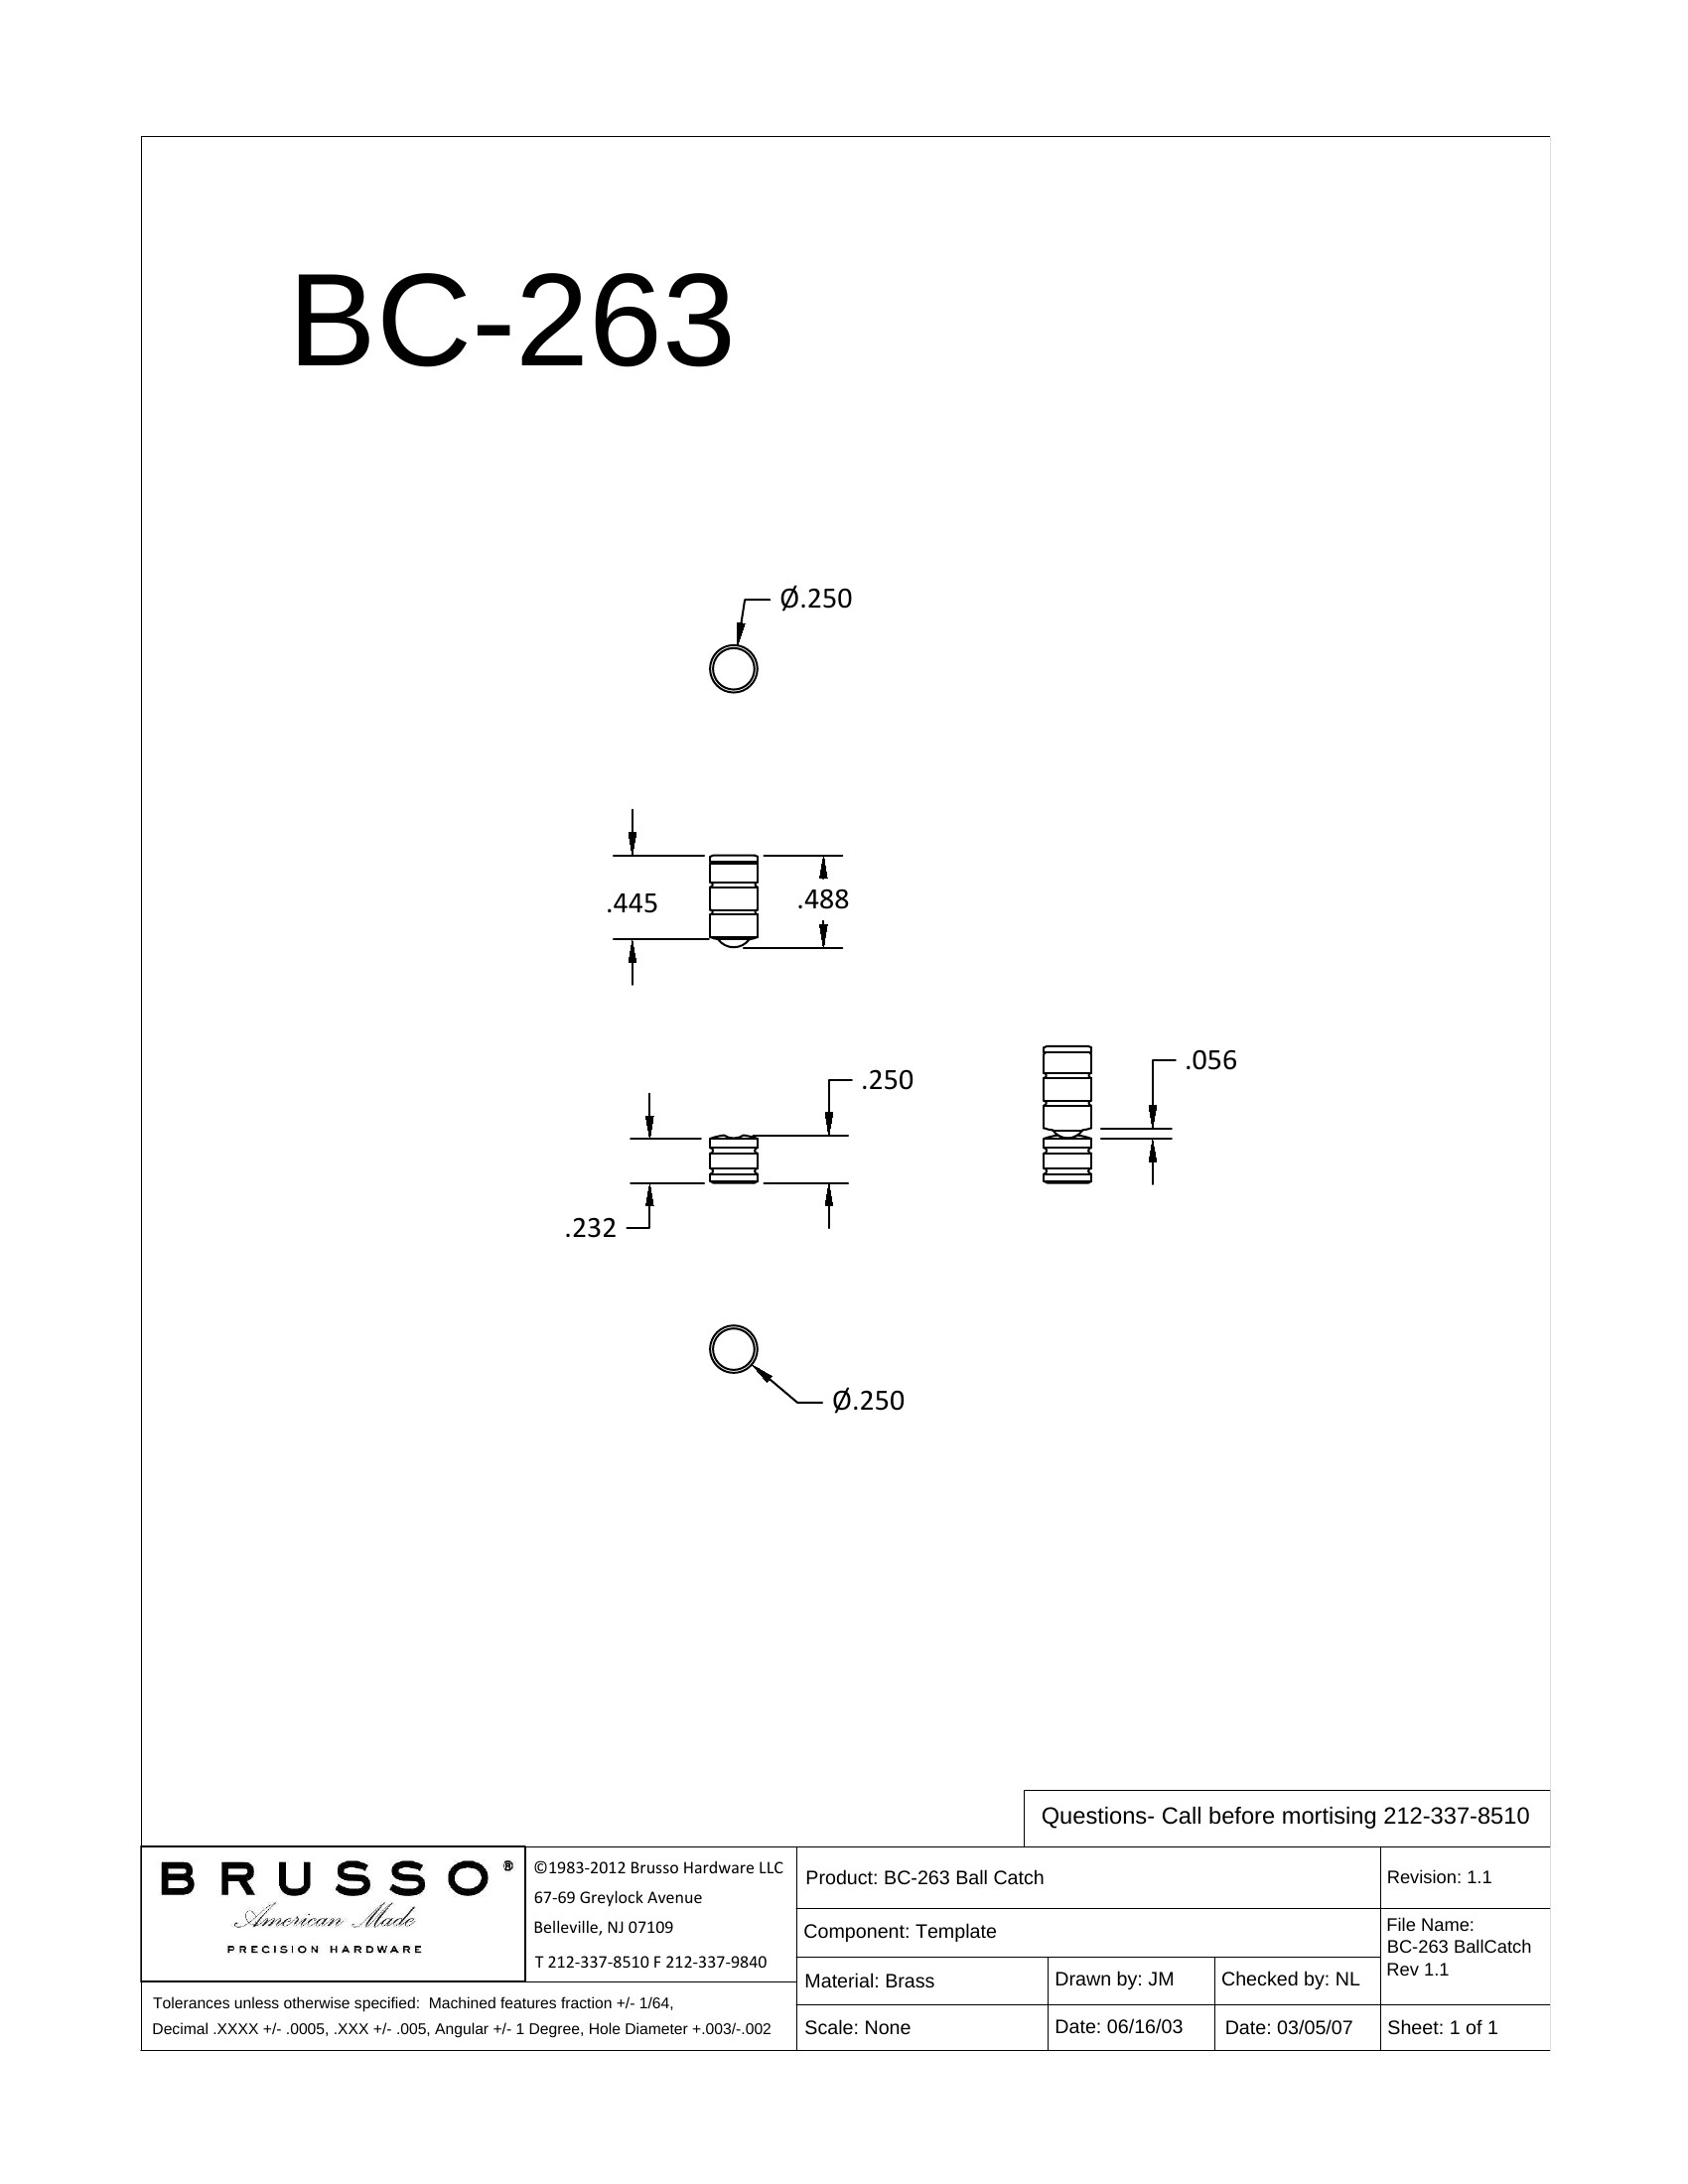 BC-263
Ø.250
.445
.488
.056
.250
.232
Ø.250
Questions- Call before mortising 212-337-8510
BRUSSO®
American Made
PRECISION HARDWARE
©1983-2012 Brusso Hardware LLC
67-69 Greylock Avenue
Belleville, NJ 07109
T 212-337-8510 F 212-337-9840
Tolerances unless otherwise specified:  Machined features fraction +/- 1/64,
Decimal .XXXX +/- .0005, .XXX +/- .005, Angular +/- 1 Degree, Hole Diameter +.003/-.002
Product: BC-263 Ball Catch
Revision: 1.1
Component: Template
File Name:
BC-263 BallCatch
Rev 1.1
Material: Brass
Drawn by: JM
Checked by: NL
Scale: None
Date: 06/16/03
Date: 03/05/07
Sheet: 1 of 1